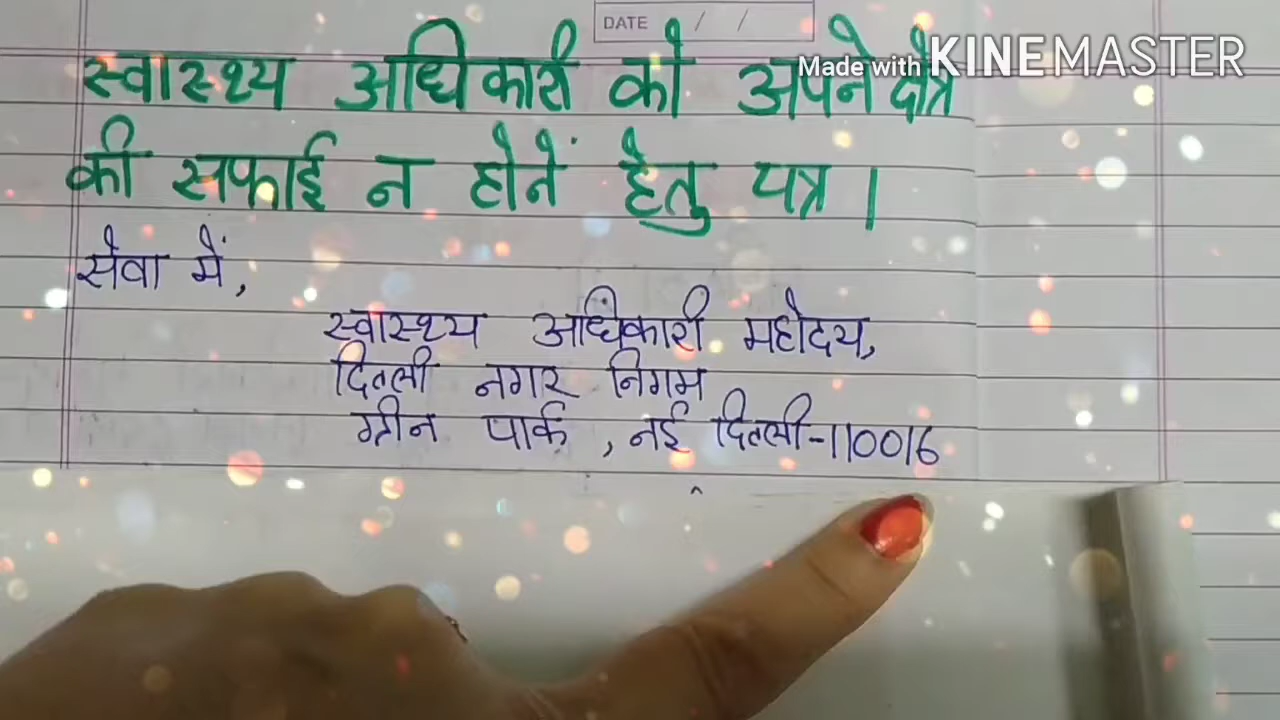 DATE / /
Made with KINEMASTER
स्वास्थ्य अधिकारी को अपने क्षेत्र
की सफाई न होनें हेतु पत्र ।
सेवा में,
स्वास्थ्य अधिकारी महोदय,
दिल्ली नगर निगम
ग्रीन पार्क , नई दिल्ली-110016